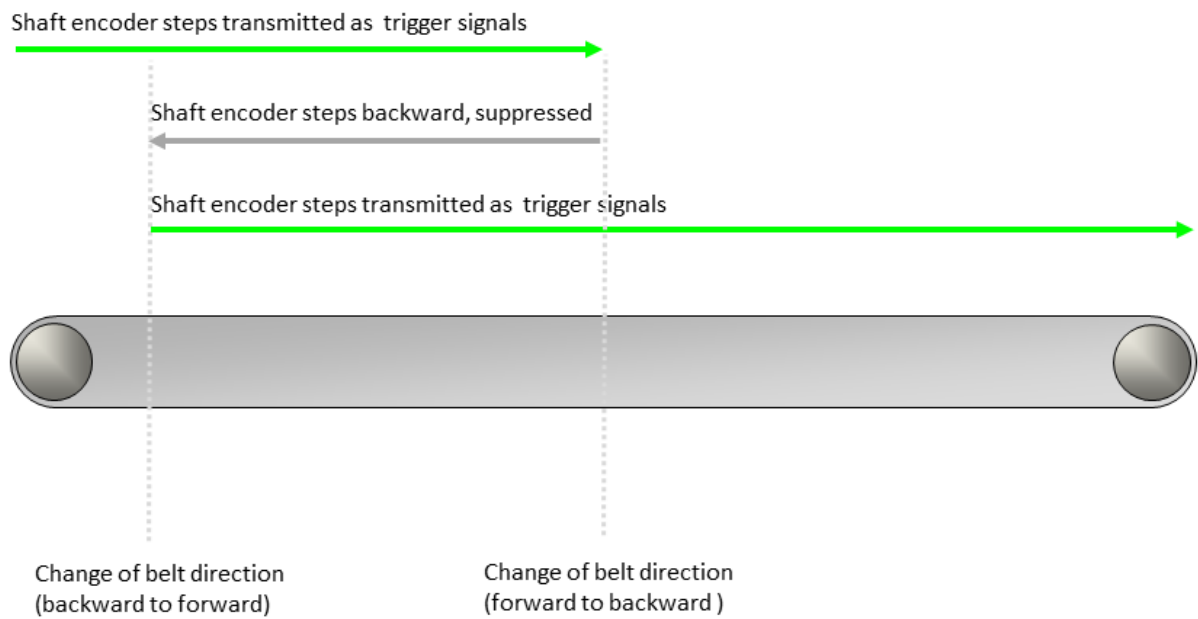 Shaft encoder steps transmitted as  trigger signals
Shaft encoder steps backward, suppressed
Shaft encoder steps transmitted as  trigger signals
Change of belt direction
(backward to forward)
Change of belt direction
(forward to backward )